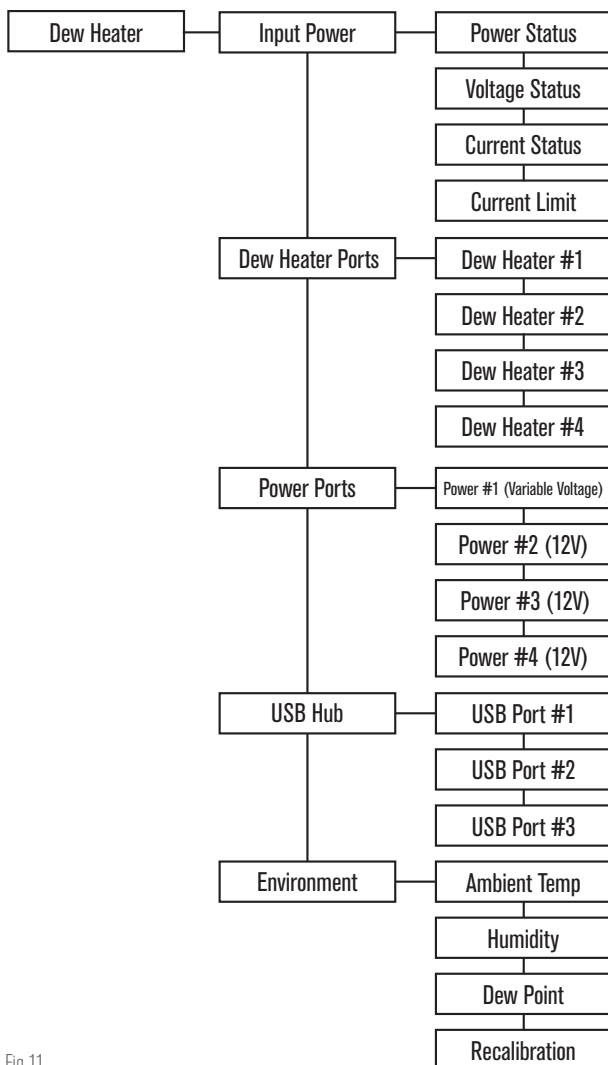 Dew Heater
Input Power
Power Status
Voltage Status
Current Status
Current Limit
Dew Heater Ports
Dew Heater #1
Dew Heater #2
Dew Heater #3
Dew Heater #4
Power Ports
Power #1 (Variable Voltage)
Power #2 (12V)
Power #3 (12V)
Power #4 (12V)
USB Hub
USB Port #1
USB Port #2
USB Port #3
Environment
Ambient Temp
Humidity
Dew Point
Recalibration
Fig 11